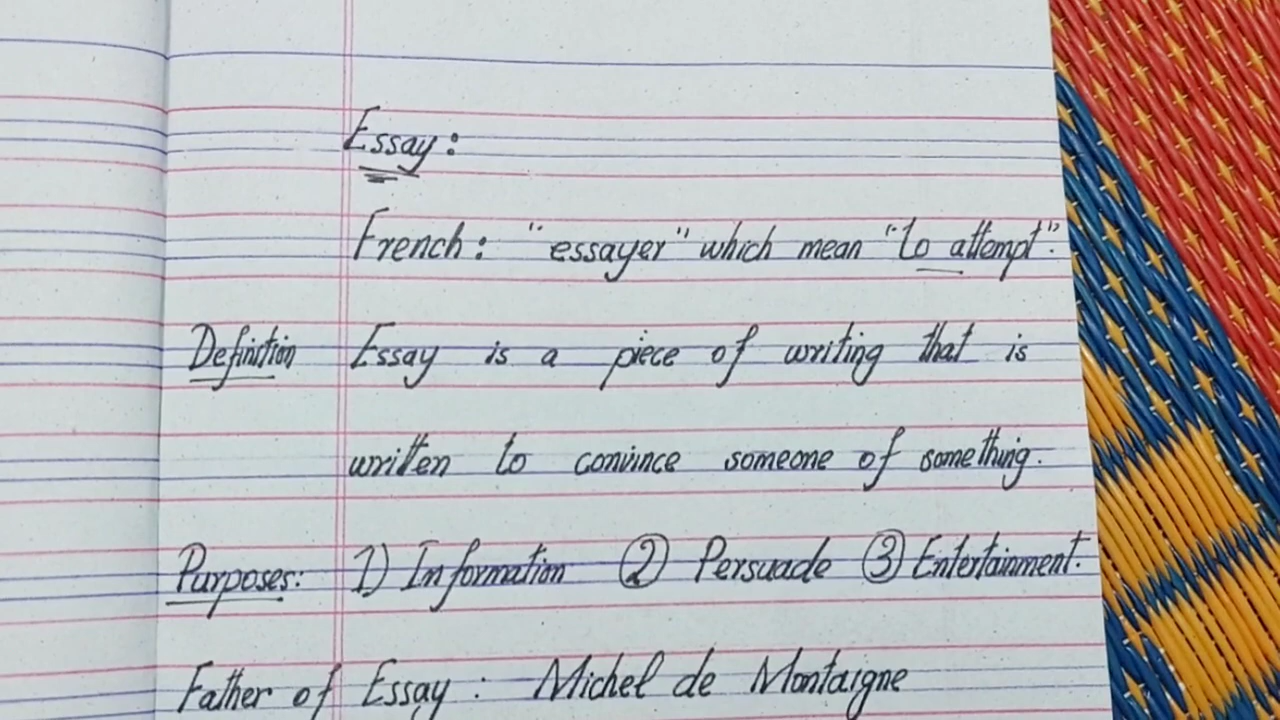 Essay:
French: "essayer" which mean "to attempt".
Definition Essay is a piece of writing that is
written to convince someone of something.
Purposes: 1) Information ② Persuade ③ Entertainment.
Father of Essay : Michel de Montaigne